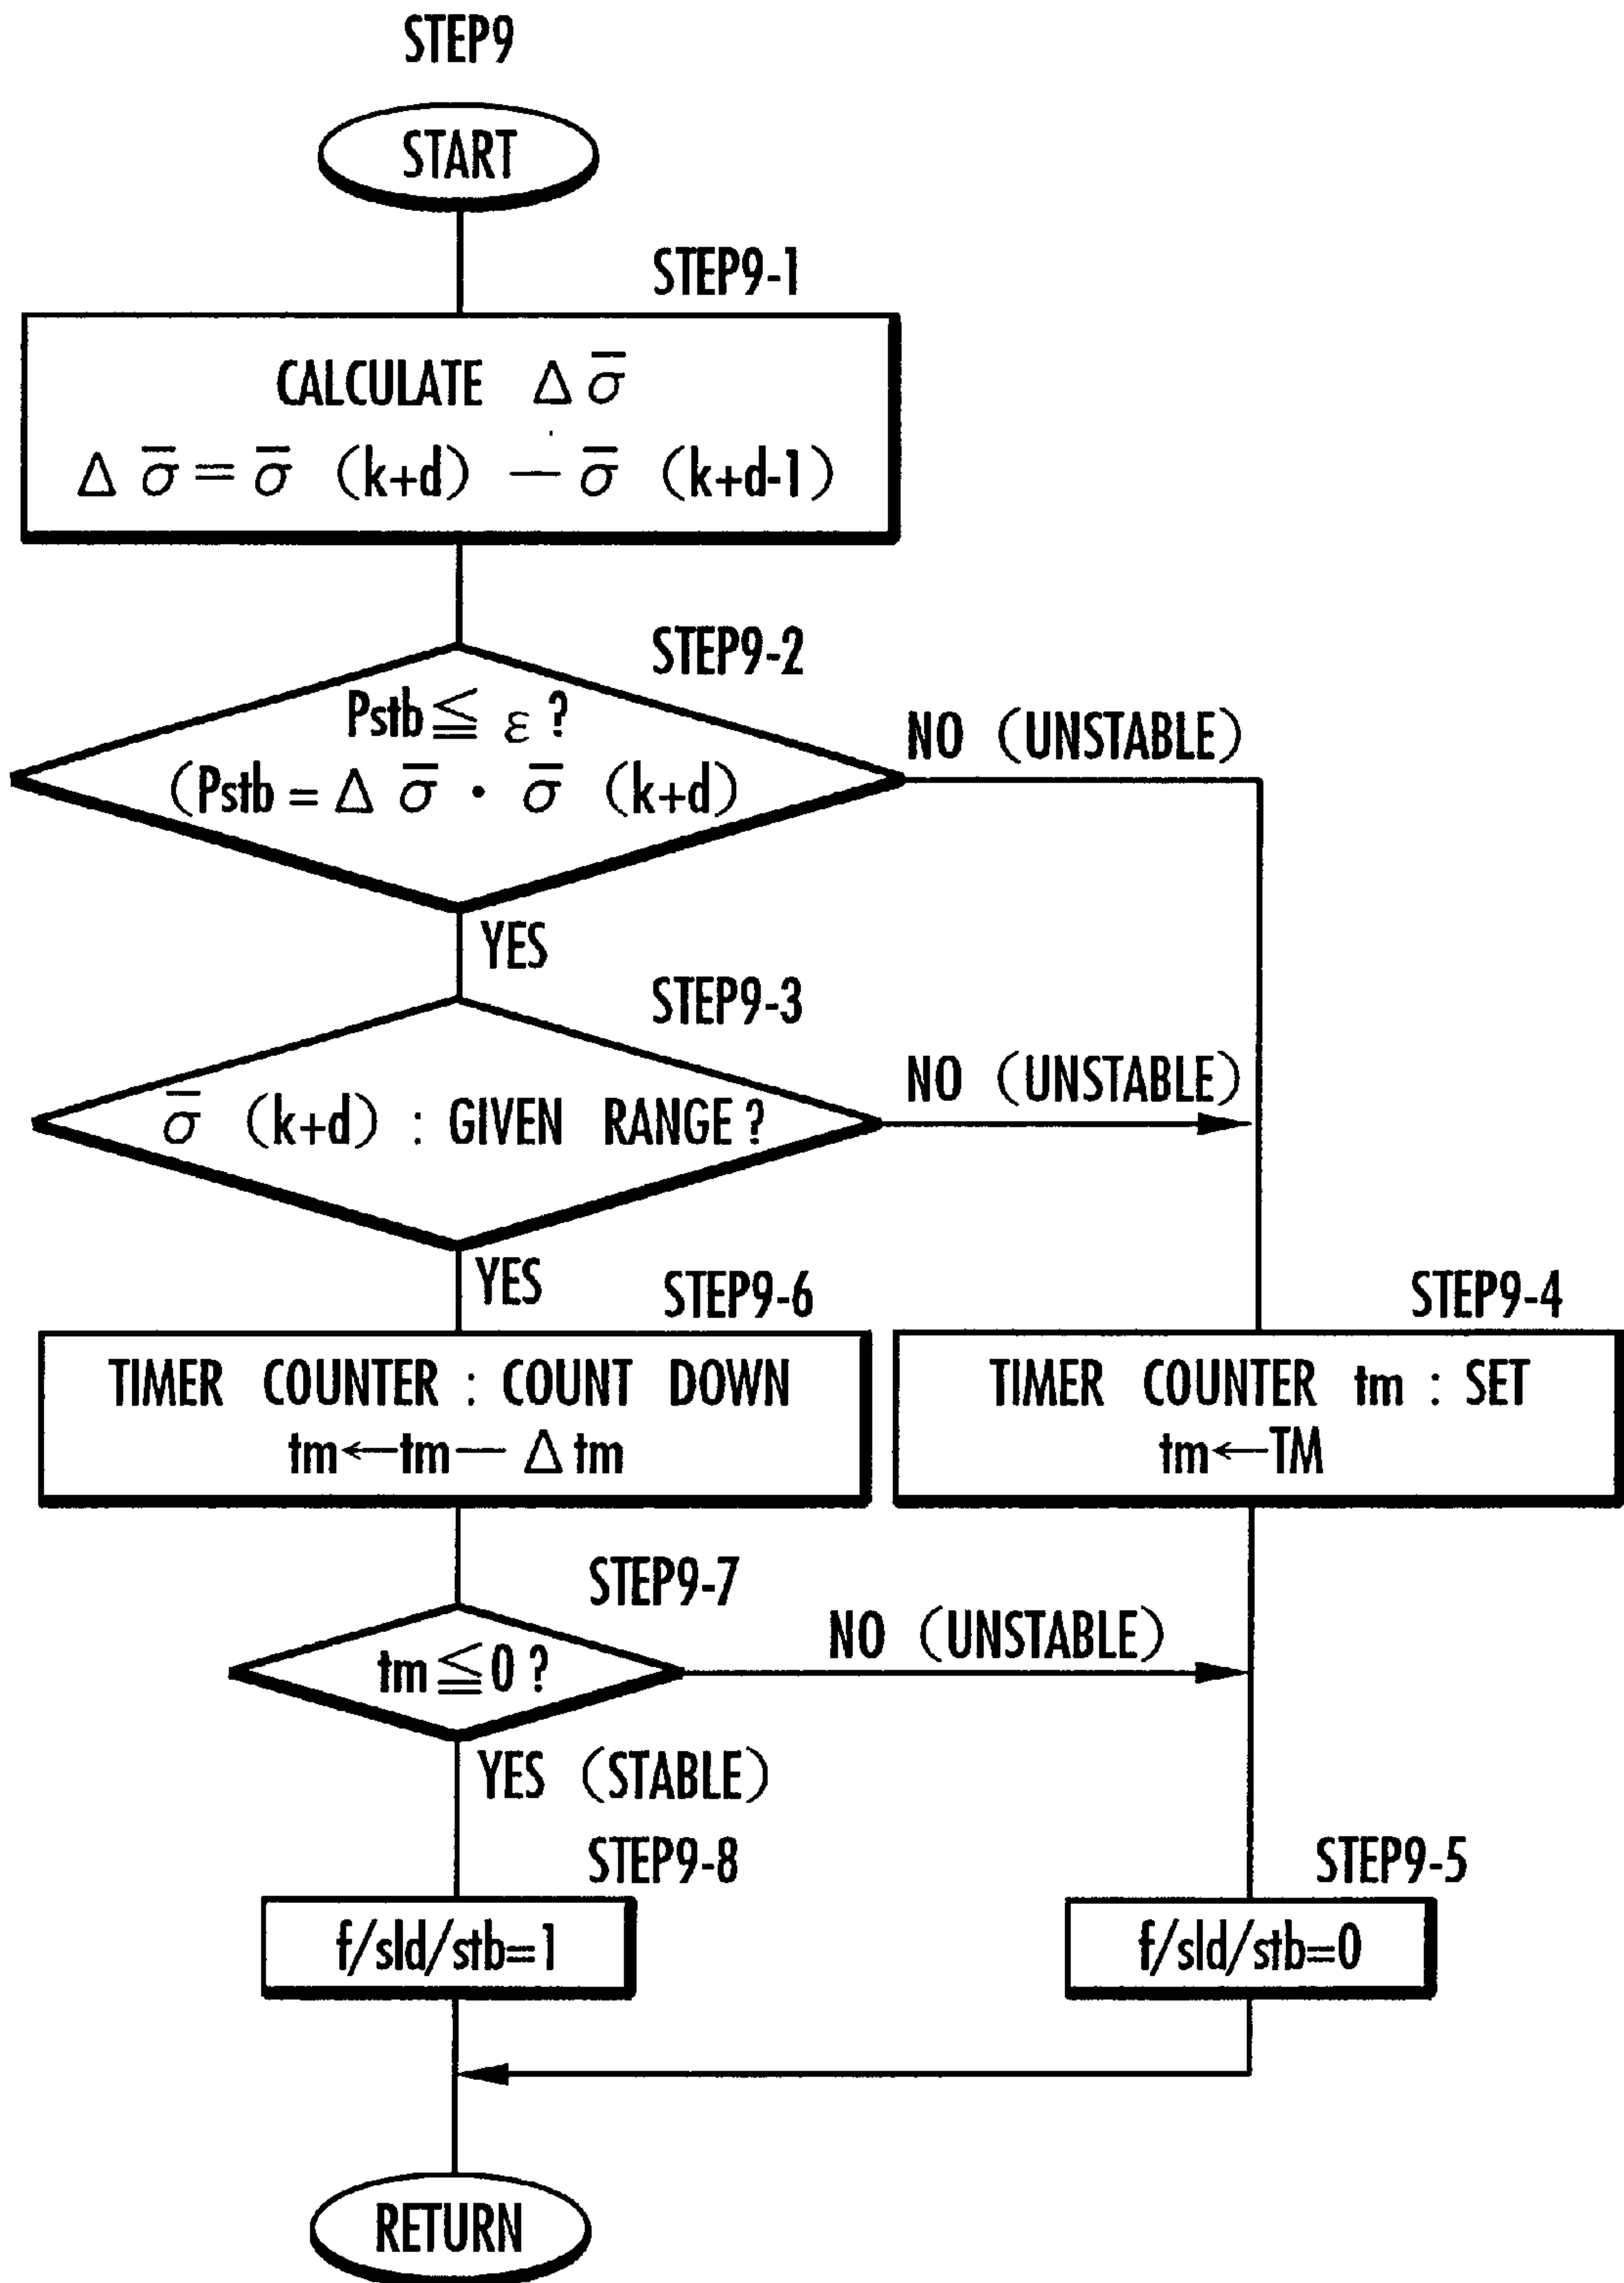 STEP9
START
STEP9-1
CALCULATE Δσ̅
Δσ̅=σ̅ (k+d) — σ̅ (k+d-1)
STEP9-2
Pstb≦ ε ?
(Pstb = Δ σ̅ · σ̅ (k+d)
NO (UNSTABLE)
YES
STEP9-3
σ̅ (k+d) : GIVEN RANGE ?
NO (UNSTABLE)
YES
STEP9-6
TIMER COUNTER : COUNT DOWN
tm←tm— Δ tm
STEP9-4
TIMER COUNTER tm : SET
tm←TM
STEP9-7
tm≦0 ?
NO (UNSTABLE)
YES (STABLE)
STEP9-8
f/sld/stb=1
STEP9-5
f/sld/stb=0
RETURN